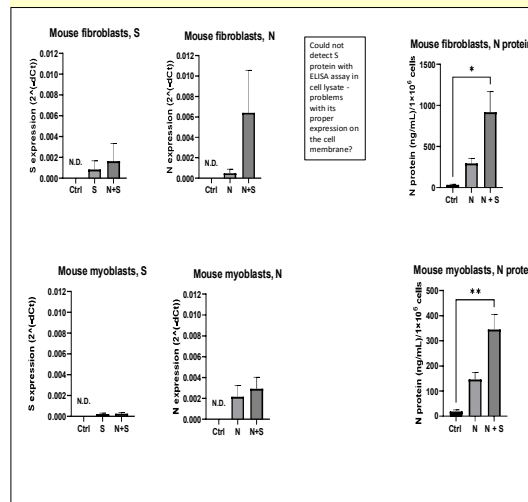 Mouse fibroblasts, S
S expression (2^(-dCt))
0.012
0.010
0.008
0.006
0.004
0.002
0.000
N.D.
Ctrl S N+S
Mouse fibroblasts, N
N expression (2^(-dCt))
0.012
0.010
0.008
0.006
0.004
0.002
0.000
N.D.
Ctrl N N+S
Could not
detect S
protein with
ELISA assay in
cell lysate -
problems
with its
proper
expression on
the cell
membrane?
Mouse fibroblasts, N protein
N protein (ng/mL)/1×10⁶ cells
*
1500
1000
500
0
Ctrl N N + S
Mouse myoblasts, S
S expression (2^(-dCt))
0.012
0.010
0.008
0.006
0.004
0.002
0.000
N.D.
Ctrl S N+S
Mouse myoblasts, N
N expression (2^(-dCt))
0.012
0.010
0.008
0.006
0.004
0.002
0.000
N.D.
Ctrl N N+S
Mouse myoblasts, N prote
N protein (ng/mL)/1×10⁶ cells
**
500
400
300
200
100
0
Ctrl N N + S